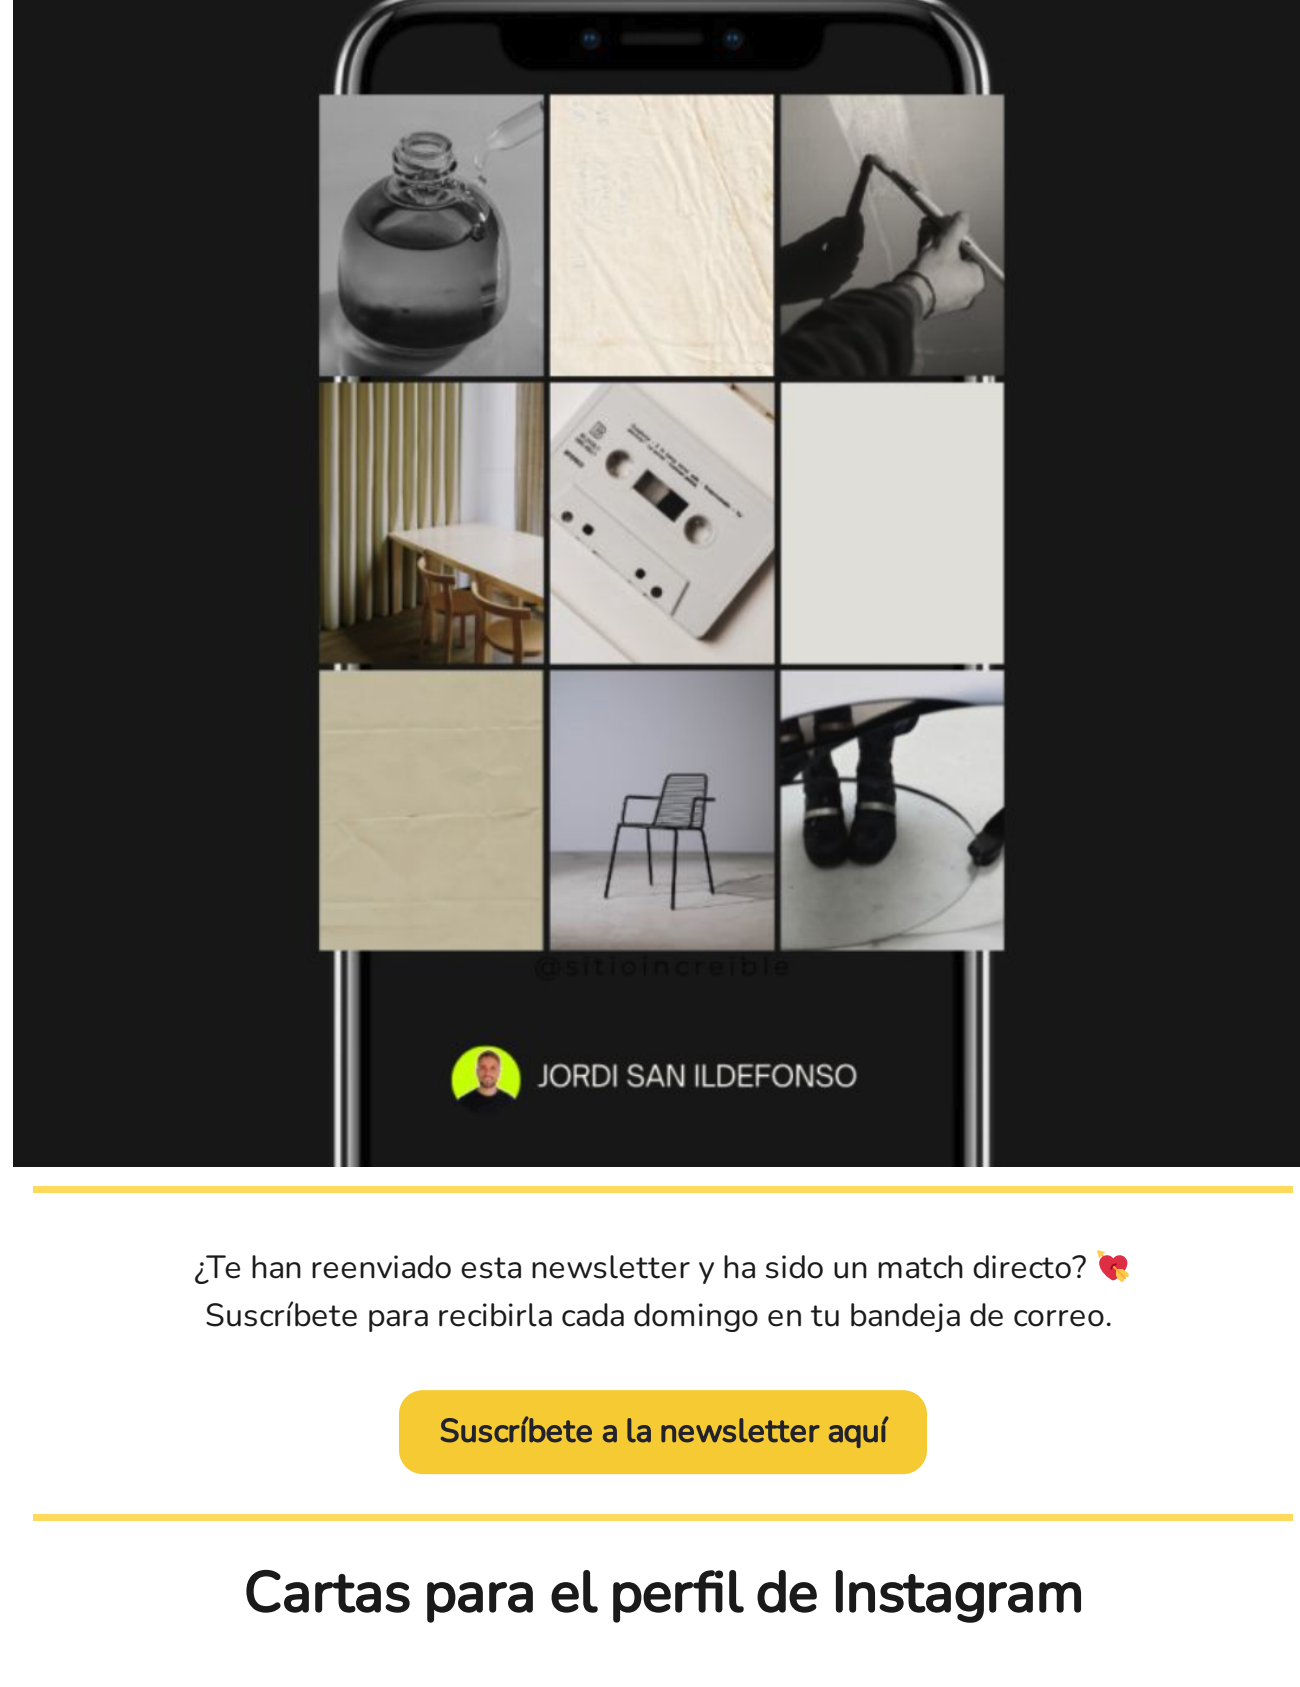 @sitioincreible
JORDI SAN ILDEFONSO
¿Te han reenviado esta newsletter y ha sido un match directo? 💘
Suscríbete para recibirla cada domingo en tu bandeja de correo.
Suscríbete a la newsletter aquí
Cartas para el perfil de Instagram